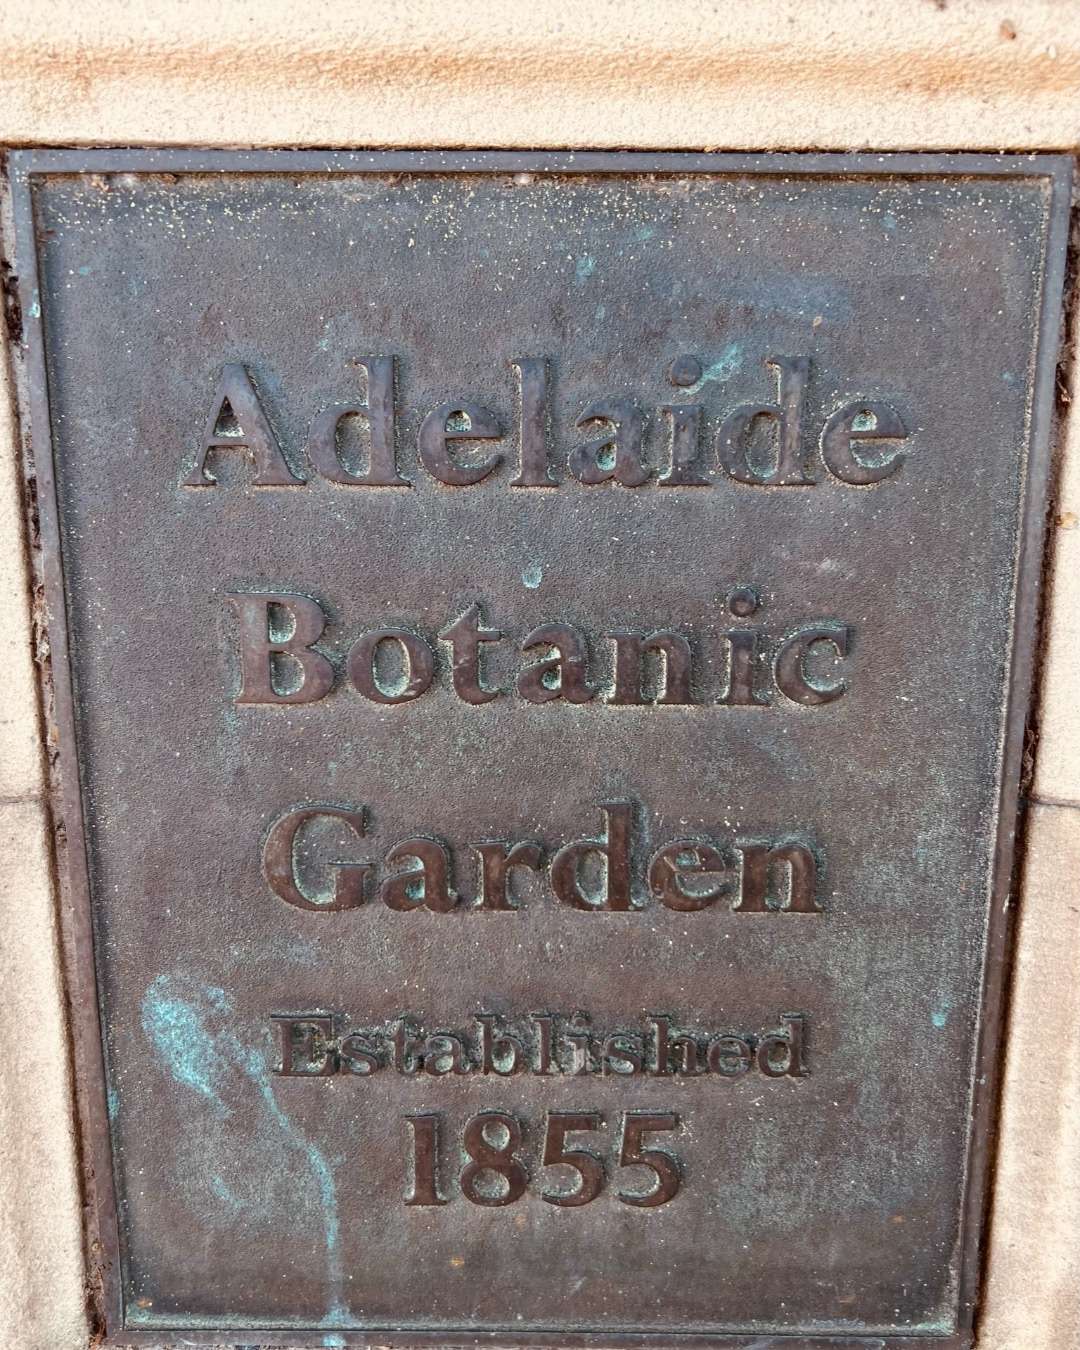 Adelaide
Botanic
Garden
Established
1855